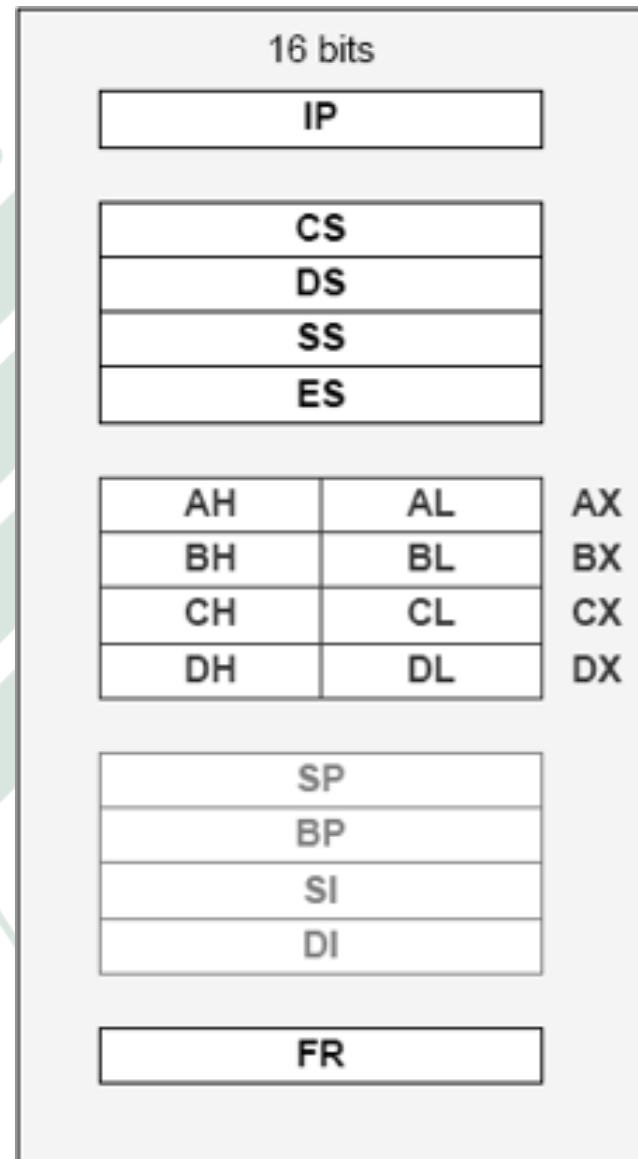 16 bits
IP
CS
DS
SS
ES
AH AL AX
BH BL BX
CH CL CX
DH DL DX
SP
BP
SI
DI
FR